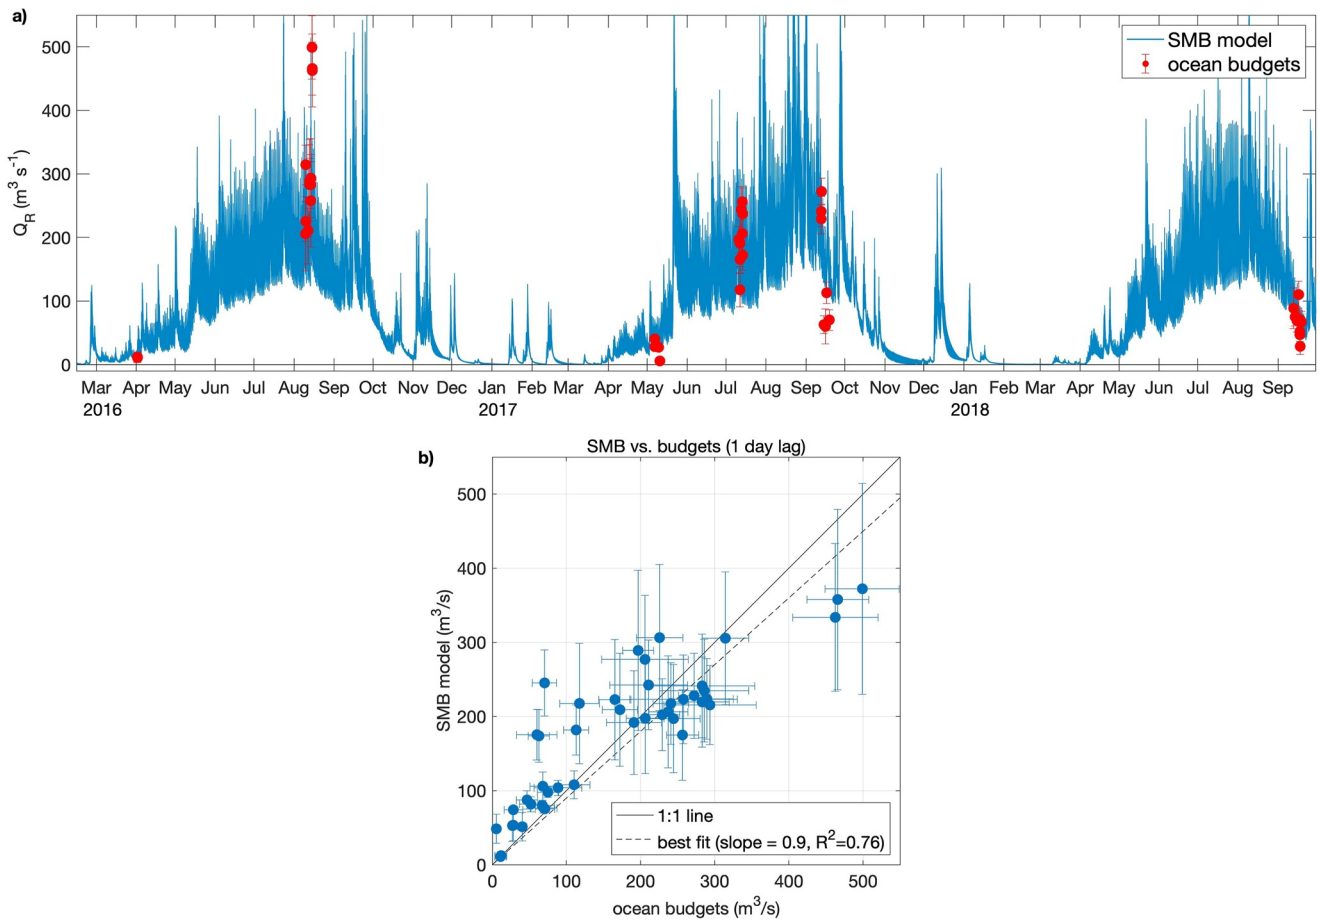 a)
500
400
300
200
100
0
Q_R (m^3 s^-1)
SMB model
ocean budgets
Mar Apr May Jun Jul Aug Sep Oct Nov Dec Jan Feb Mar Apr May Jun Jul Aug Sep Oct Nov Dec Jan Feb Mar Apr May Jun Jul Aug Sep
2016 2017 2018
b)
SMB vs. budgets (1 day lag)
500
400
300
200
100
0
SMB model (m^3/s)
1:1 line
best fit (slope = 0.9, R^2=0.76)
0 100 200 300 400 500
ocean budgets (m^3/s)